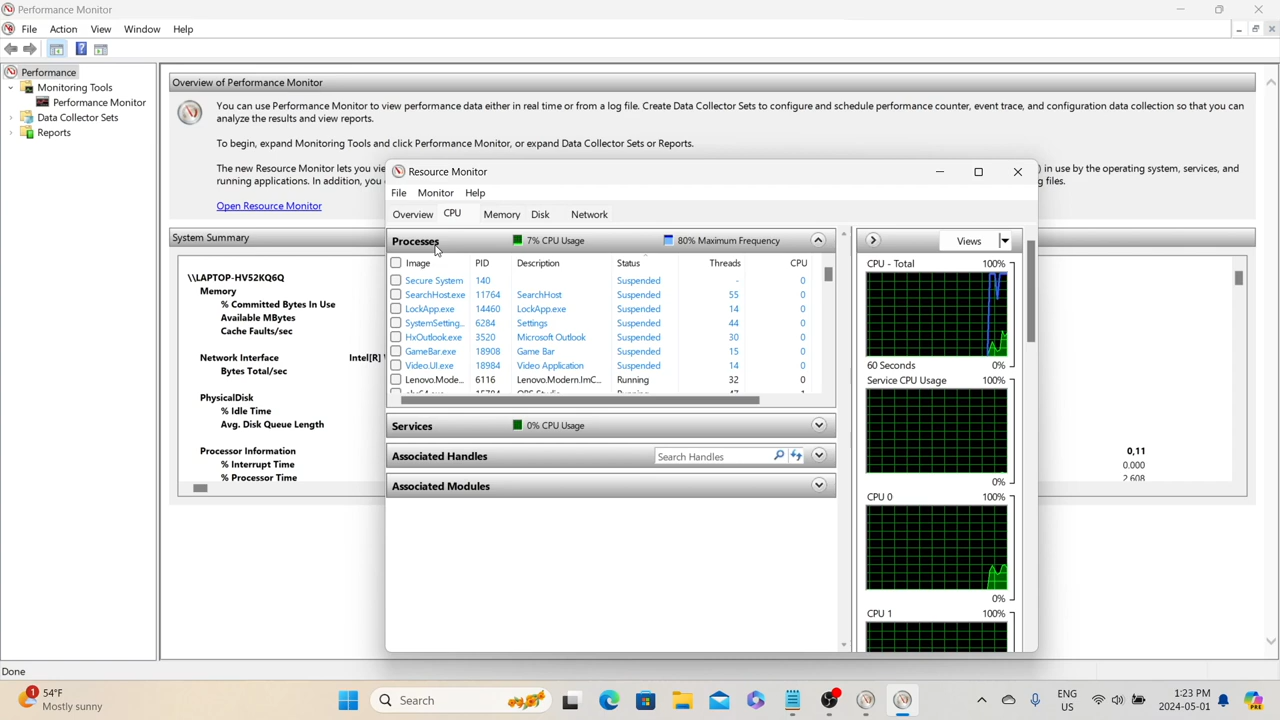 Performance Monitor
File Action View Window Help
Performance
Monitoring Tools
Performance Monitor
Data Collector Sets
Reports
Overview of Performance Monitor
You can use Performance Monitor to view performance data either in real time or from a log file. Create Data Collector Sets to configure and schedule performance counter, event trace, and configuration data collection so that you can
analyze the results and view reports.
To begin, expand Monitoring Tools and click Performance Monitor, or expand Data Collector Sets or Reports.
The new Resource Monitor lets you vie
) in use by the operating system, services, and
running applications. In addition, you
g files.
Open Resource Monitor
System Summary
\\LAPTOP-HV52KQ6Q
Memory
% Committed Bytes In Use
Available MBytes
Cache Faults/sec
Network Interface Intel[R]
Bytes Total/sec
PhysicalDisk
% Idle Time
Avg. Disk Queue Length
Processor Information 0,11
% Interrupt Time 0.000
% Processor Time 2.608
Resource Monitor
File Monitor Help
Overview CPU Memory Disk Network
Processes 7% CPU Usage 80% Maximum Frequency
Image PID Description Status Threads CPU
Secure System 140 Suspended - 0
SearchHost.exe 11764 SearchHost Suspended 55 0
LockApp.exe 14460 LockApp.exe Suspended 14 0
SystemSetting... 6284 Settings Suspended 44 0
HxOutlook.exe 3520 Microsoft Outlook Suspended 30 0
GameBar.exe 18908 Game Bar Suspended 15 0
Video.UI.exe 18984 Video Application Suspended 14 0
Lenovo.Mode... 6116 Lenovo.Modern.ImC... Running 32 0
Services 0% CPU Usage
Associated Handles Search Handles
Associated Modules
Views
CPU - Total 100%
60 Seconds 0%
Service CPU Usage 100%
0%
CPU 0 100%
0%
CPU 1 100%
Done
1
54°F
Mostly sunny
Search
ENG
US
1:23 PM
2024-05-01